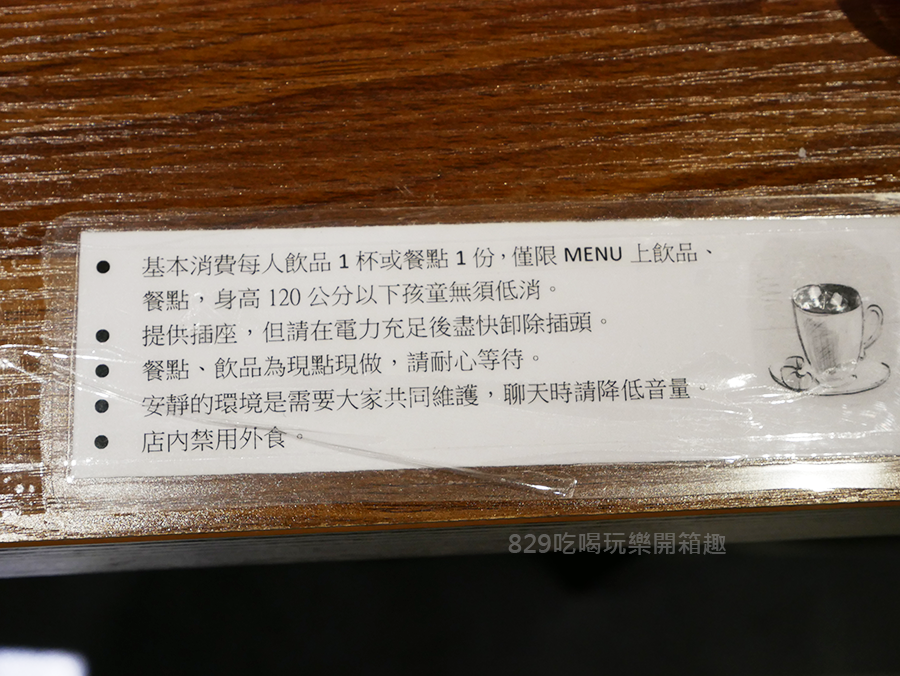 ● 基本消費每人飲品 1 杯或餐點 1 份，僅限 MENU 上飲品、
餐點，身高 120 公分以下孩童無須低消。
● 提供插座，但請在電力充足後盡快卸除插頭。
● 餐點、飲品為現點現做，請耐心等待。
● 安靜的環境是需要大家共同維護，聊天時請降低音量。
● 店內禁用外食。
829吃喝玩樂開箱趣